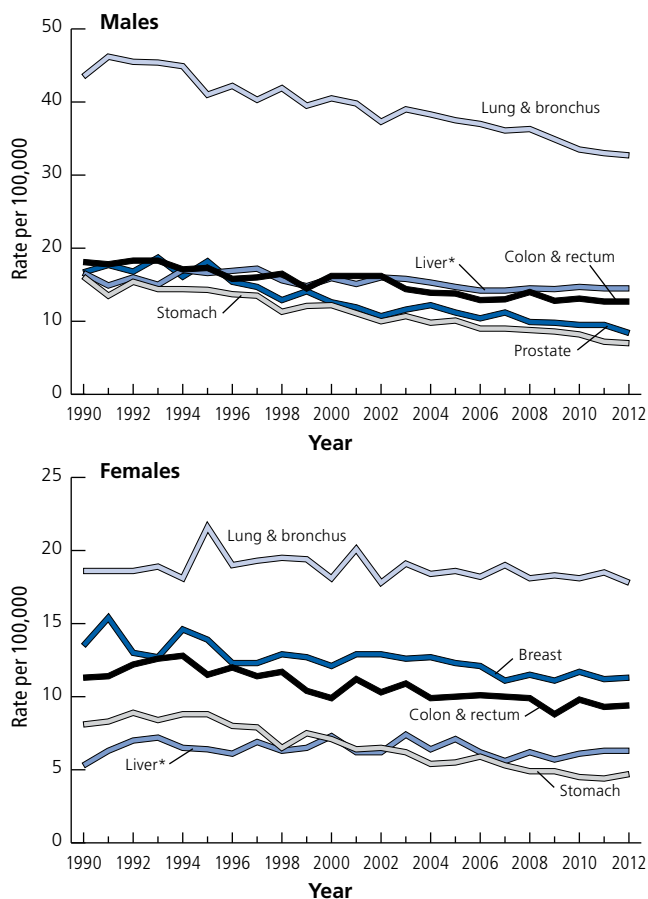 Males
50
40
30
20
10
0
Rate per 100,000
Lung & bronchus
Liver*
Colon & rectum
Stomach
Prostate
1990 1992 1994 1996 1998 2000 2002 2004 2006 2008 2010 2012
Year
Females
25
20
15
10
5
0
Rate per 100,000
Lung & bronchus
Breast
Colon & rectum
Liver*
Stomach
1990 1992 1994 1996 1998 2000 2002 2004 2006 2008 2010 2012
Year